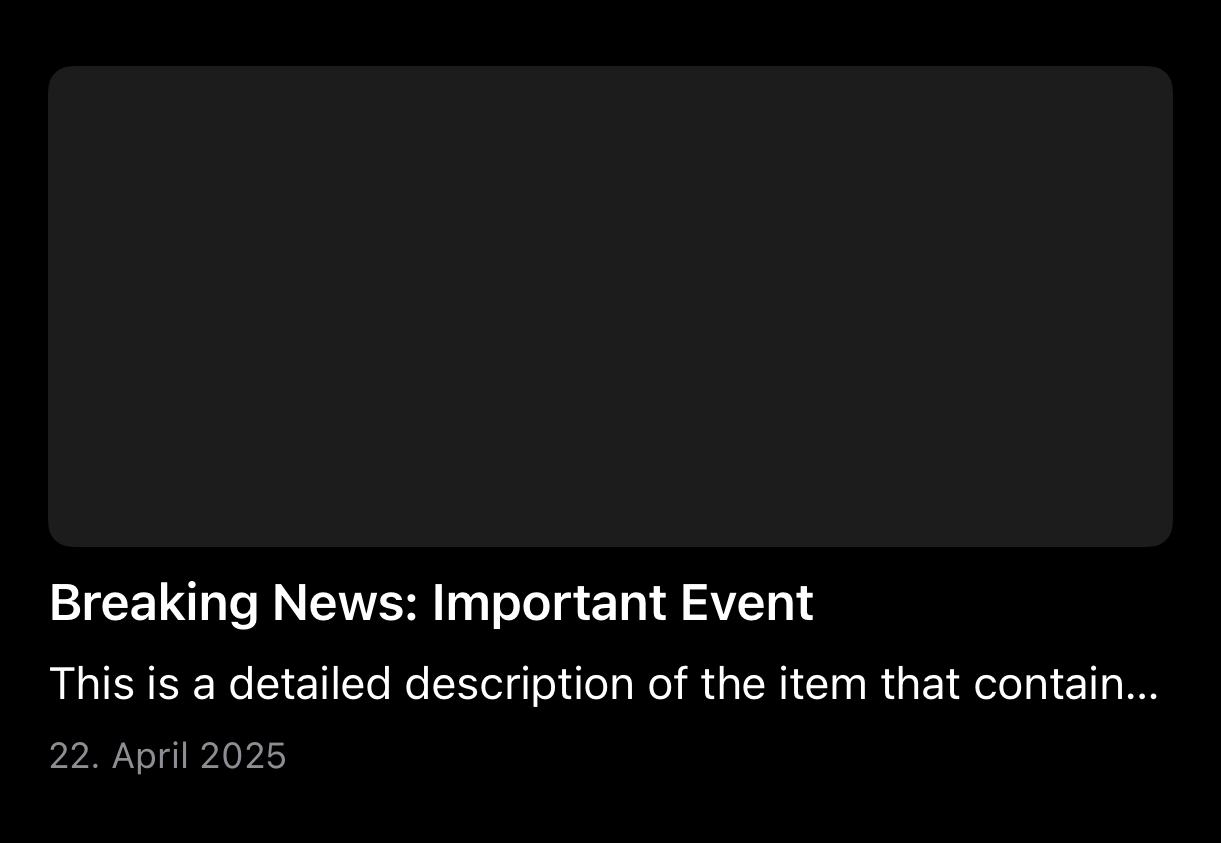 Breaking News: Important Event
This is a detailed description of the item that contain...
22. April 2025